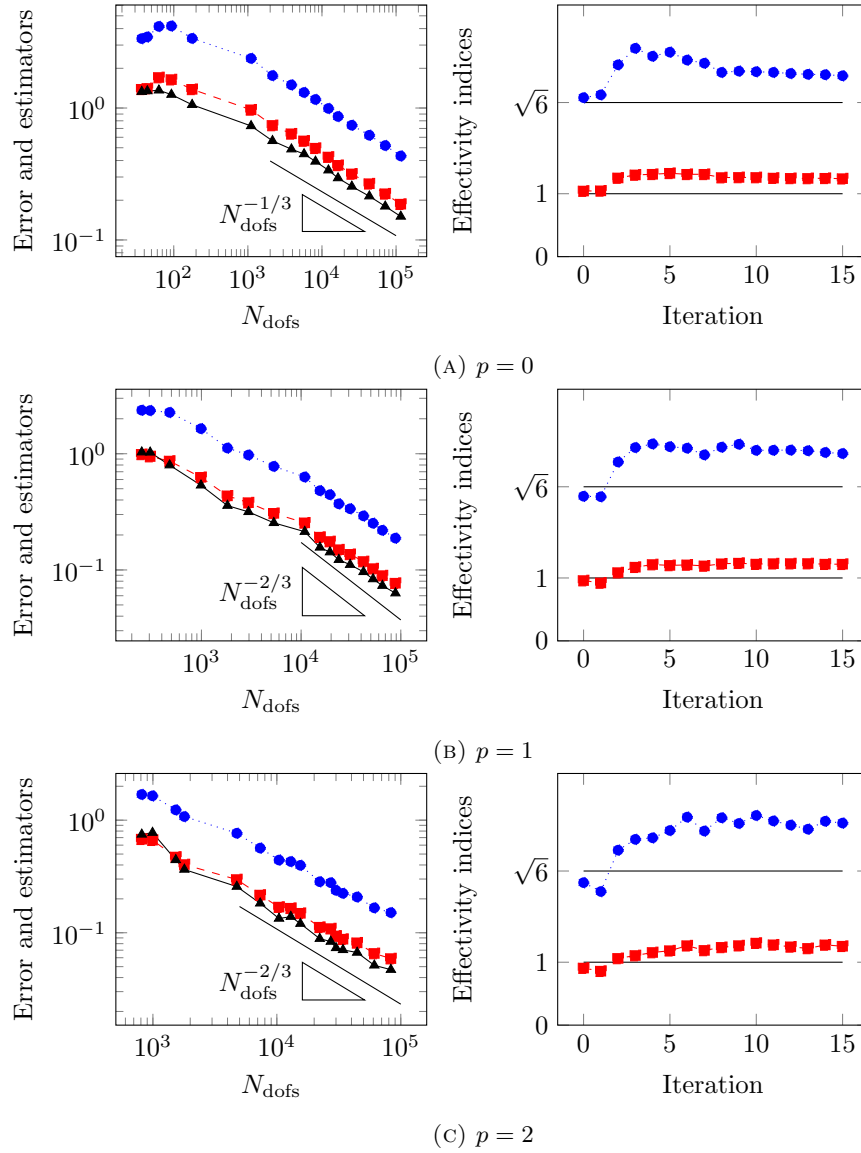 Error and estimators
10^0
10^{-1}
10^2
10^3
10^4
10^5
N_dofs
N_dofs^{-1/3}
Effectivity indices
√6
1
0
0
5
10
15
Iteration
(A) p = 0
Error and estimators
10^0
10^{-1}
10^3
10^4
10^5
N_dofs
N_dofs^{-2/3}
Effectivity indices
√6
1
0
0
5
10
15
Iteration
(B) p = 1
Error and estimators
10^0
10^{-1}
10^3
10^4
10^5
N_dofs
N_dofs^{-2/3}
Effectivity indices
√6
1
0
0
5
10
15
Iteration
(C) p = 2